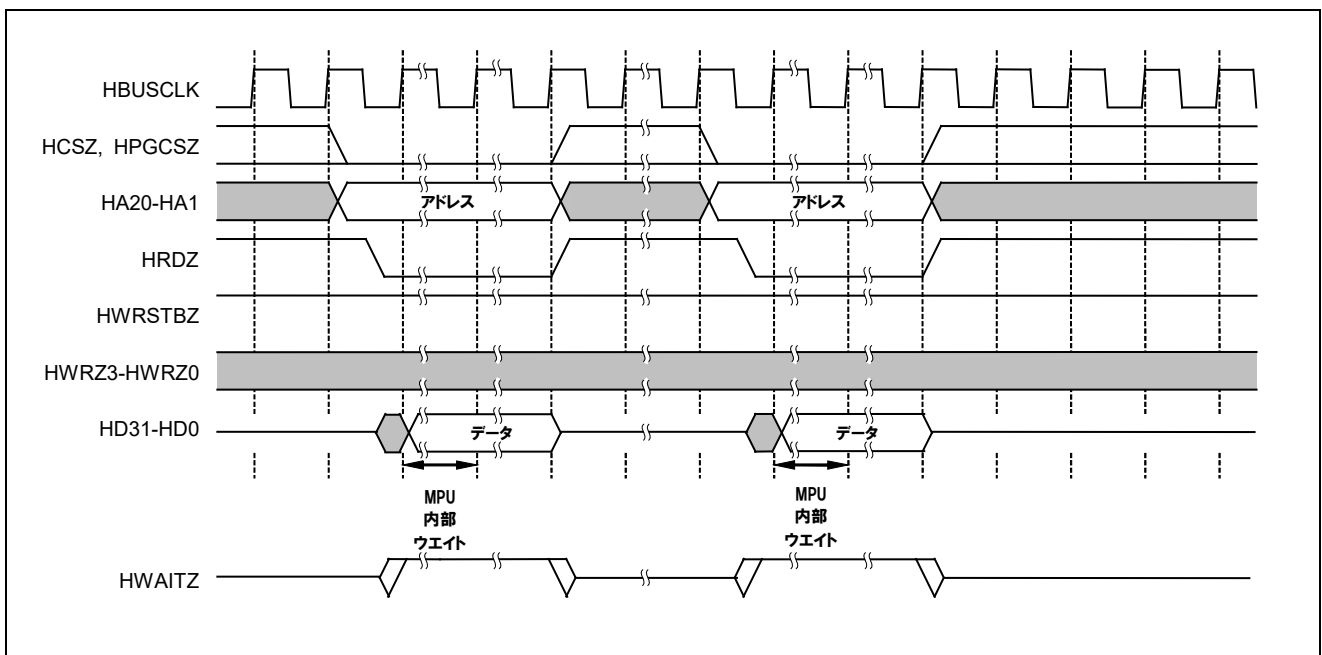 HBUSCLK
HCSZ, HPGCSZ
HA20-HA1
アドレス
アドレス
HRDZ
HWRSTBZ
HWRZ3-HWRZ0
HD31-HD0
データ
データ
MPU
内部
ウエイト
MPU
内部
ウエイト
HWAITZ